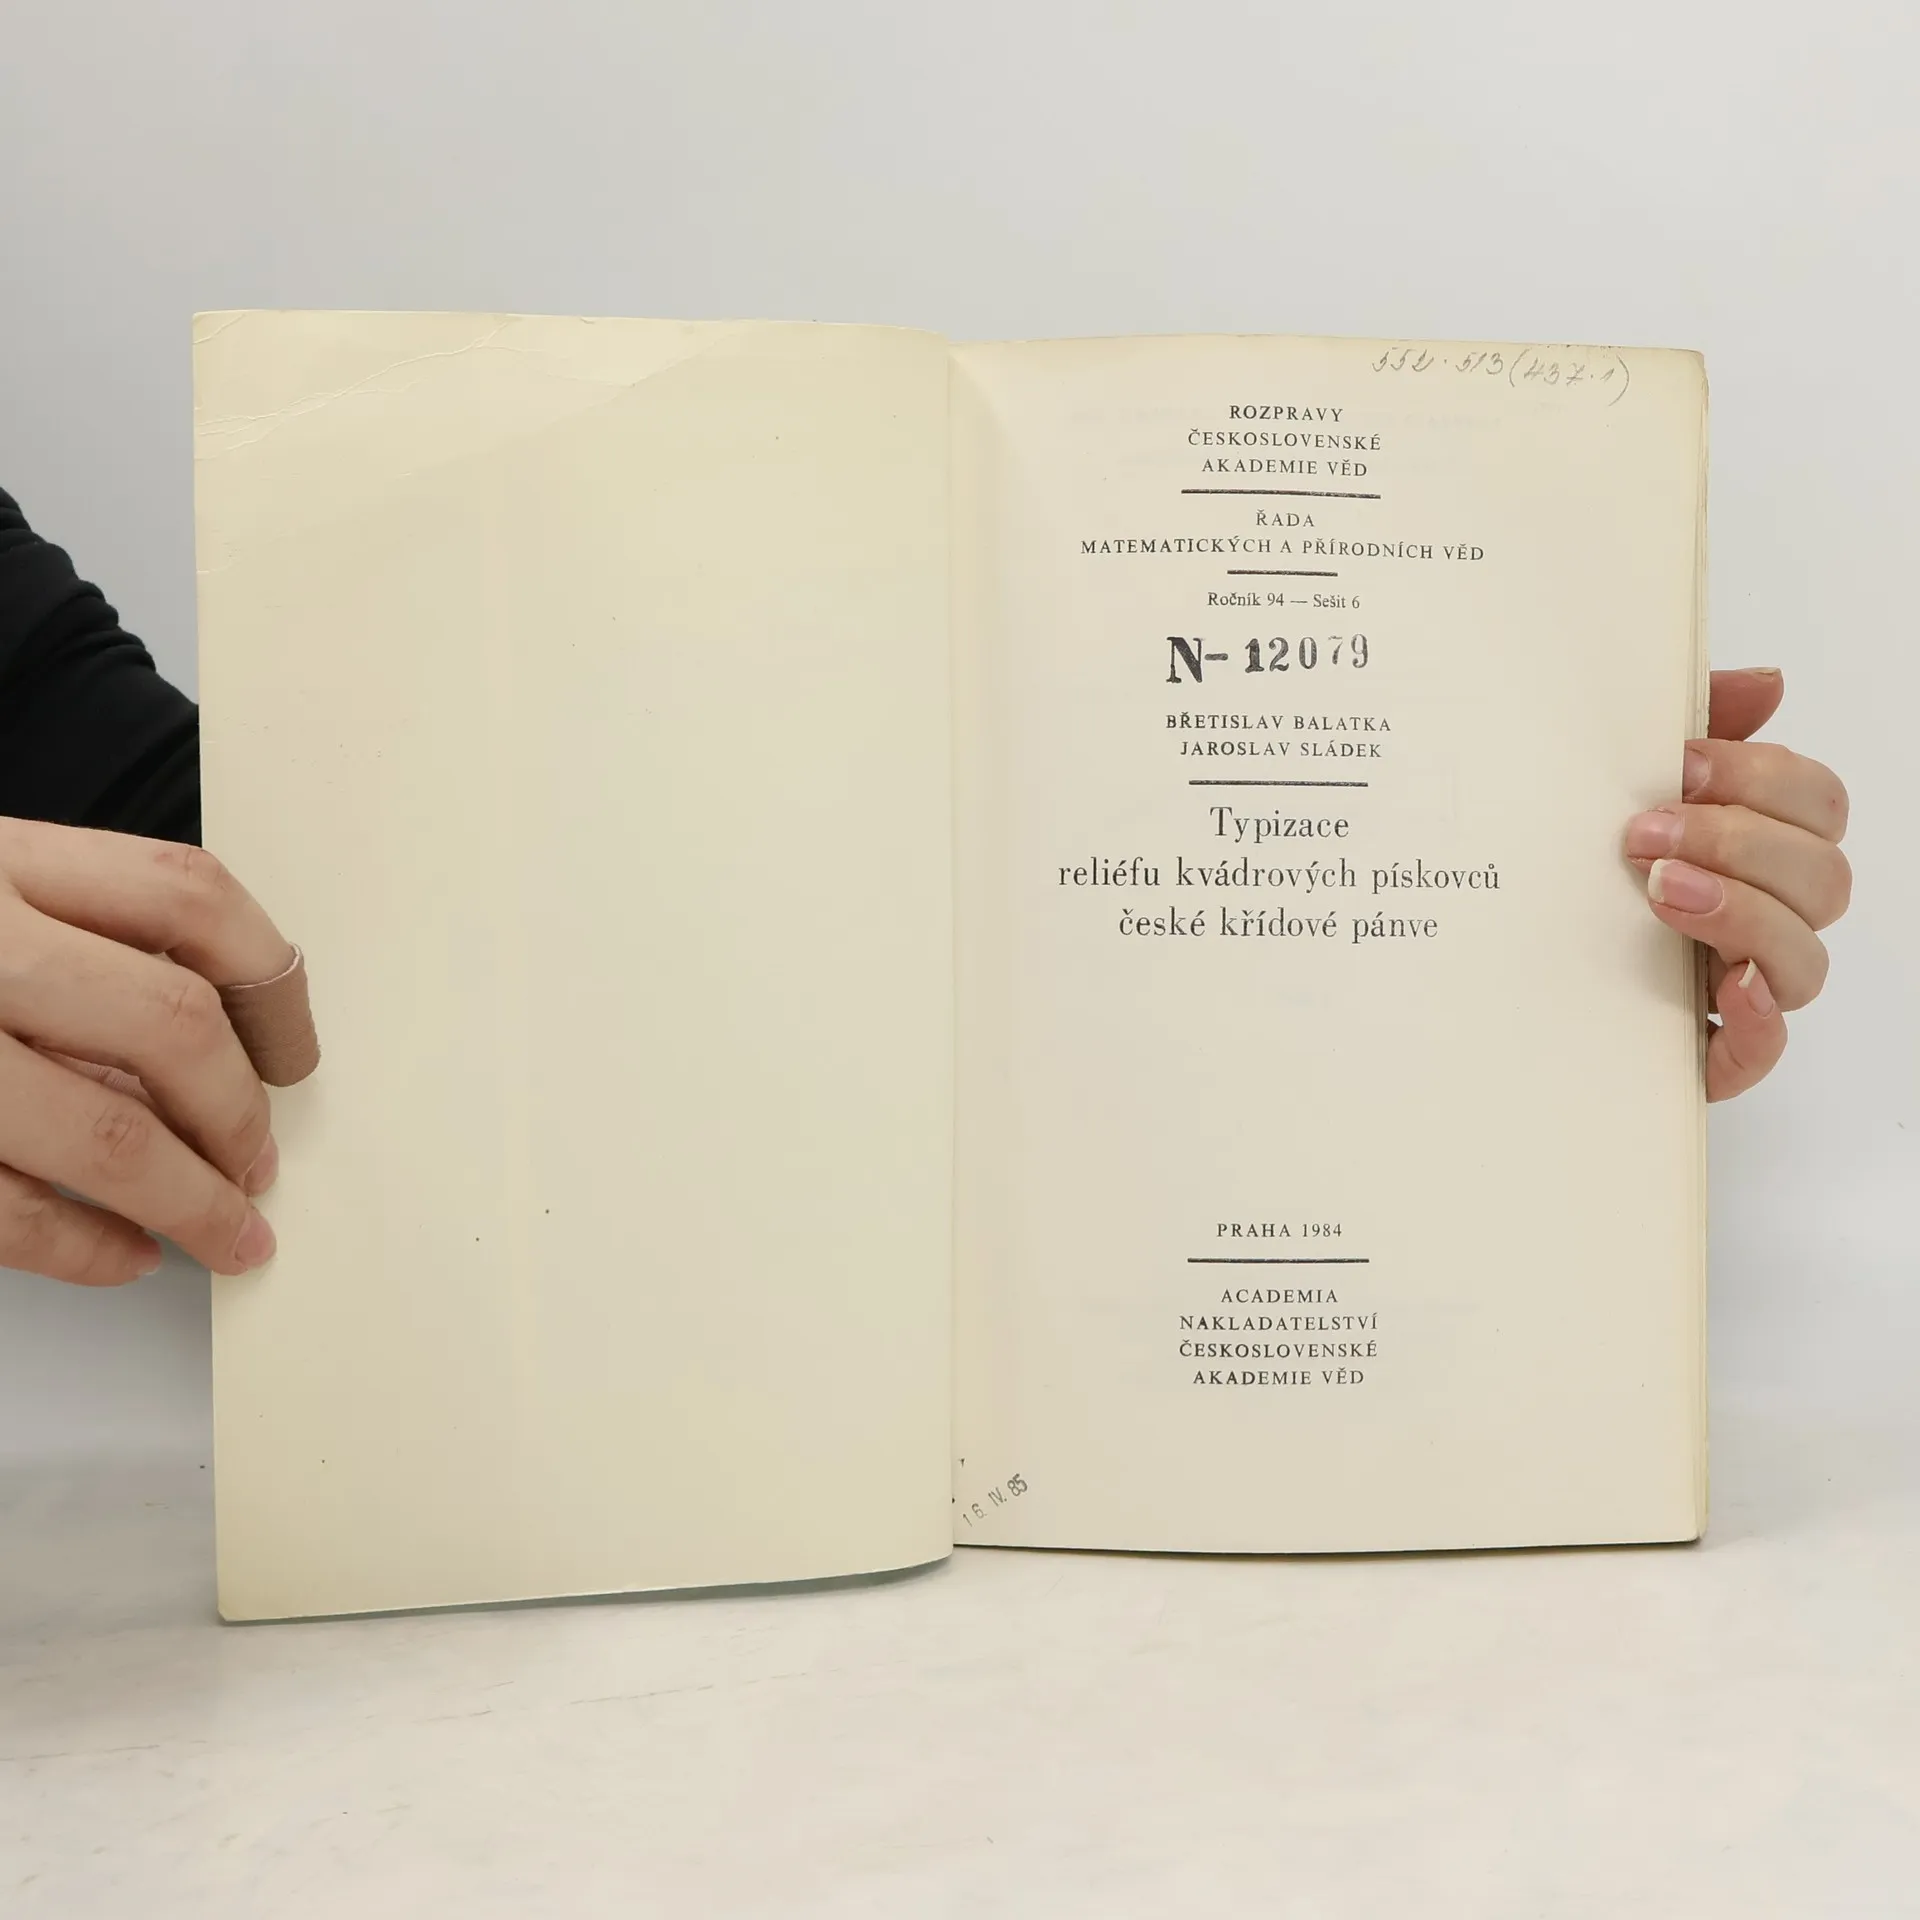 552.513(437.1)
ROZPRAVY
ČESKOSLOVENSKÉ
AKADEMIE VĚD
ŘADA
MATEMATICKÝCH A PŘÍRODNÍCH VĚD
Ročník 94 — Sešit 6
N- 12079
BŘETISLAV BALATKA
JAROSLAV SLÁDEK
Typizace
reliéfu kvádrových pískovců
české křídové pánve
PRAHA 1984
ACADEMIA
NAKLADATELSTVÍ
ČESKOSLOVENSKÉ
AKADEMIE VĚD
16. IV. 85